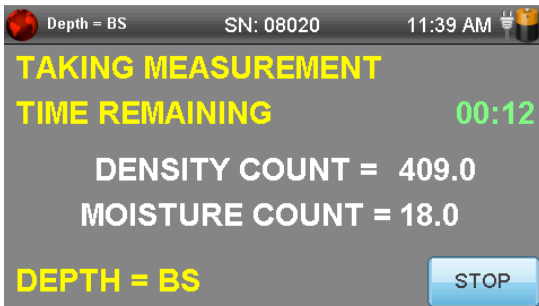 Depth = BS SN: 08020 11:39 AM
TAKING MEASUREMENT
TIME REMAINING 00:12
DENSITY COUNT = 409.0
MOISTURE COUNT = 18.0
DEPTH = BS STOP